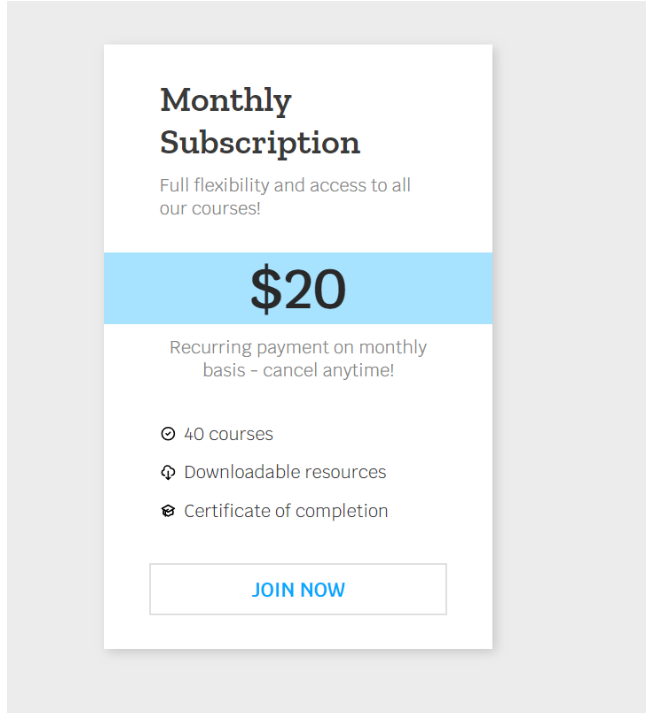 Monthly
Subscription
Full flexibility and access to all
our courses!
$20
Recurring payment on monthly
basis - cancel anytime!
40 courses
Downloadable resources
Certificate of completion
JOIN NOW